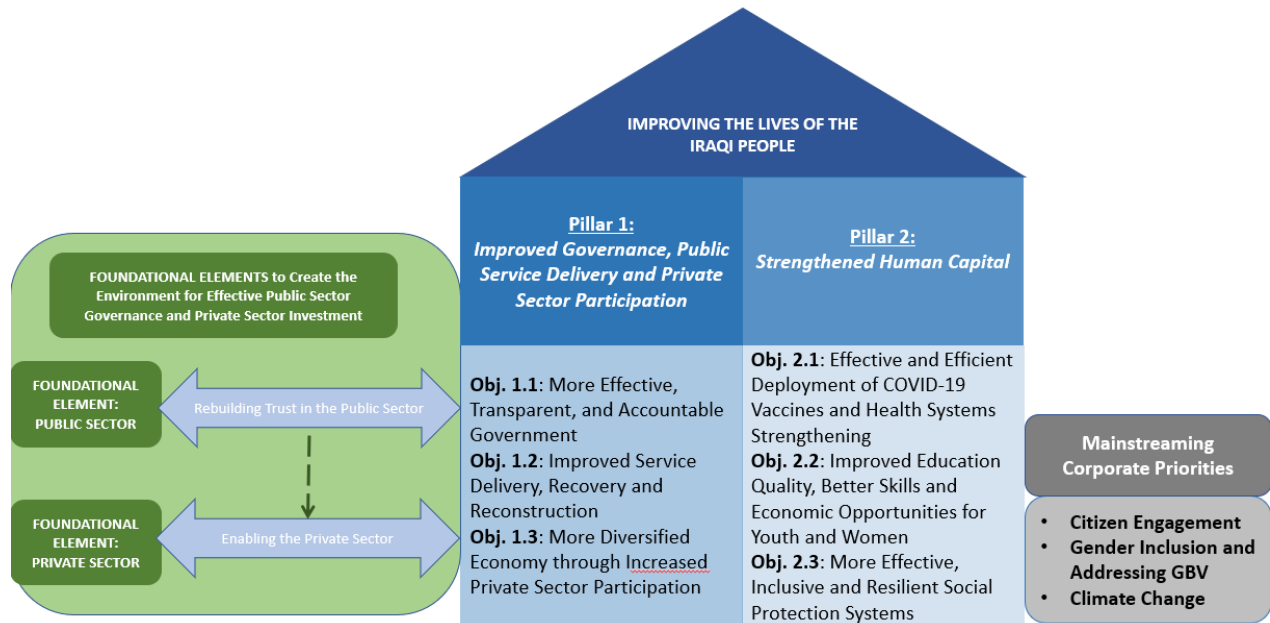 IMPROVING THE LIVES OF THE
IRAQI PEOPLE
FOUNDATIONAL ELEMENTS to Create the
Environment for Effective Public Sector
Governance and Private Sector Investment
FOUNDATIONAL
ELEMENT:
PUBLIC SECTOR
Rebuilding Trust in the Public Sector
FOUNDATIONAL
ELEMENT:
PRIVATE SECTOR
Enabling the Private Sector
Pillar 1:
Improved Governance, Public
Service Delivery and Private
Sector Participation
Obj. 1.1: More Effective,
Transparent, and Accountable
Government
Obj. 1.2: Improved Service
Delivery, Recovery and
Reconstruction
Obj. 1.3: More Diversified
Economy through Increased
Private Sector Participation
Pillar 2:
Strengthened Human Capital
Obj. 2.1: Effective and Efficient
Deployment of COVID-19
Vaccines and Health Systems
Strengthening
Obj. 2.2: Improved Education
Quality, Better Skills and
Economic Opportunities for
Youth and Women
Obj. 2.3: More Effective,
Inclusive and Resilient Social
Protection Systems
Mainstreaming
Corporate Priorities
• Citizen Engagement
• Gender Inclusion and
Addressing GBV
• Climate Change